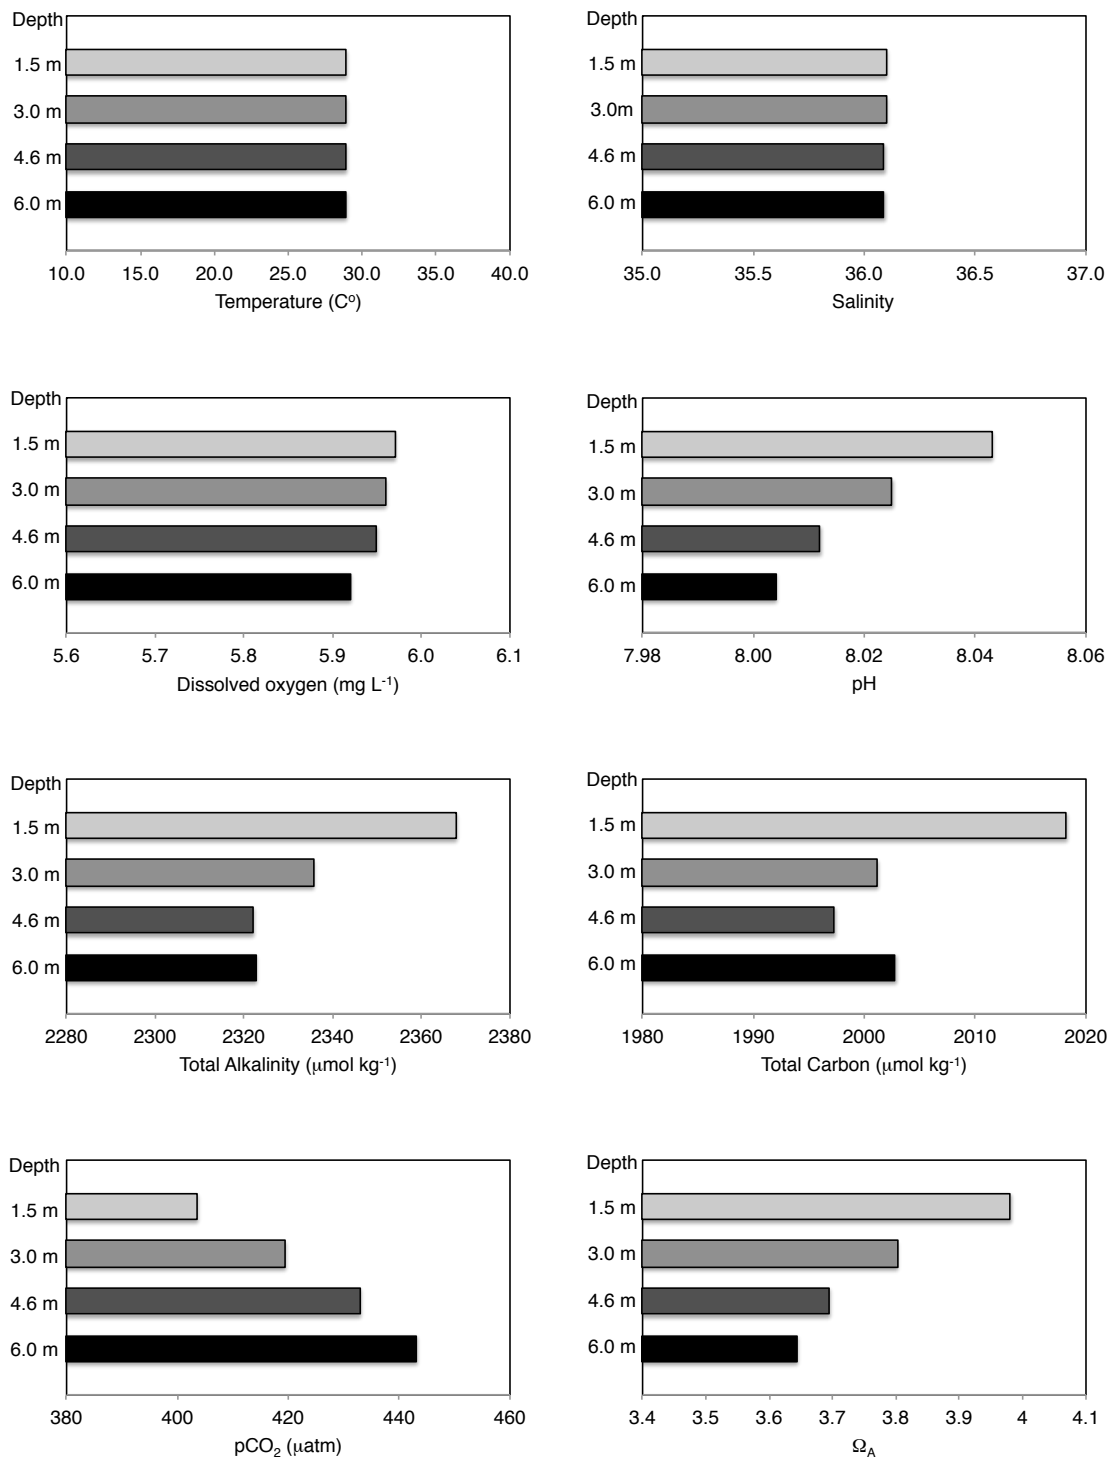 Depth
1.5 m
3.0 m
4.6 m
6.0 m
10.0 15.0 20.0 25.0 30.0 35.0 40.0
Temperature (Cº)
Depth
1.5 m
3.0m
4.6 m
6.0 m
35.0 35.5 36.0 36.5 37.0
Salinity
Depth
1.5 m
3.0 m
4.6 m
6.0 m
5.6 5.7 5.8 5.9 6.0 6.1
Dissolved oxygen (mg L⁻¹)
Depth
1.5 m
3.0 m
4.6 m
6.0 m
7.98 8.00 8.02 8.04 8.06
pH
Depth
1.5 m
3.0 m
4.6 m
6.0 m
2280 2300 2320 2340 2360 2380
Total Alkalinity (μmol kg⁻¹)
Depth
1.5 m
3.0 m
4.6 m
6.0 m
1980 1990 2000 2010 2020
Total Carbon (μmol kg⁻¹)
Depth
1.5 m
3.0 m
4.6 m
6.0 m
380 400 420 440 460
pCO₂ (μatm)
Depth
1.5 m
3.0 m
4.6 m
6.0 m
3.4 3.5 3.6 3.7 3.8 3.9 4 4.1
Ω_A